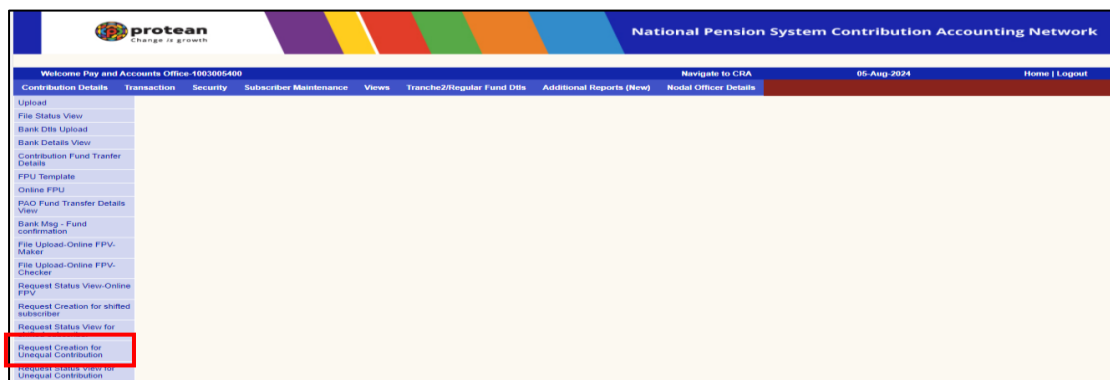 protean
Change is growth
National Pension System Contribution Accounting Network
Welcome Pay and Accounts Office-1003005400 Navigate to CRA 05-Aug-2024 Home | Logout
Contribution Details Transaction Security Subscriber Maintenance Views Tranche2/Regular Fund Dtls Additional Reports (New) Nodal Officer Details
Upload
File Status View
Bank Dtls Upload
Bank Details View
Contribution Fund Tranfer
Details
FPU Template
Online FPU
PAO Fund Transfer Details
View
Bank Msg - Fund
confirmation
File Upload-Online FPV-
Maker
File Upload-Online FPV-
Checker
Request Status View-Online
FPV
Request Creation for shifted
subscriber
Request Status View for
Request Creation for
Unequal Contribution
Request Status View for
Unequal Contribution